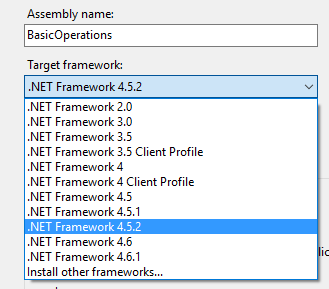 Assembly name:
BasicOperations
Target framework:
.NET Framework 4.5.2
.NET Framework 2.0
.NET Framework 3.0
.NET Framework 3.5
.NET Framework 3.5 Client Profile
.NET Framework 4
.NET Framework 4 Client Profile
.NET Framework 4.5
.NET Framework 4.5.1
.NET Framework 4.5.2
.NET Framework 4.6
.NET Framework 4.6.1
Install other frameworks...